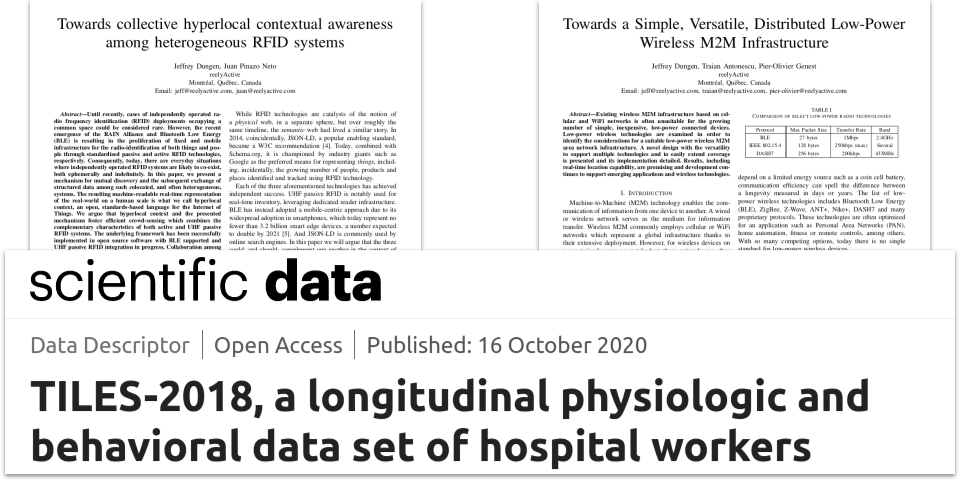 Towards collective hyperlocal contextual awareness
among heterogeneous RFID systems
Jeffrey Dungen, Juan Pinazo Neto
reelyActive
Montréal, Québec, Canada
Email: jeff@reelyactive.com, juan@reelyactive.com
Abstract—Until recently, cases of independently operated ra-
dio frequency identification (RFID) deployments occupying a
common space could be considered rare. However, the recent
emergence of the RAIN Alliance and Bluetooth Low Energy
(BLE) is resulting in the proliferation of fixed and mobile
infrastructure for the radio-identification of both things and peo-
ple through standardised passive and active RFID technologies,
respectively. Consequently, today, there are everyday situations
where independently operated RFID systems are likely to co-exist,
both ephemerally and indefinitely. In this paper, we present a
mechanism for mutual discovery and the subsequent exchange of
structured data among such colocated, and often heterogeneous,
systems. The resulting machine-readable real-time representation
of the real-world on a human scale is what we call hyperlocal
context, an open, standards-based language for the Internet of
Things. We argue that hyperlocal context and the presented
mechanisms foster efficient crowd-sensing which combines the
complementary characteristics of both active and UHF passive
RFID. The underlying framework has been successfully
implemented in open source software with BLE supported and
UHF passive RFID integration in progress. Collaboration among
While RFID technologies are catalysts of the notion of
a physical web, in a separate sphere, but over roughly the
same timeline, the semantic web had lived a similar story. In
2014, coincidentally, JSON-LD, a popular enabling standard,
became a W3C recommendation [4]. Today, combined with
Schema.org, it is championed by industry giants such as
Google as the preferred means for representing things, includ-
ing, incidentally, the growing number of people, products and
places identified and tracked using RFID technology.
Each of the three aforementioned technologies has achieved
independent success. UHF RFID is notably used for real-
time inventory, leveraging dedicated reader infrastructure.
BLE has instead adopted a mobile-centric approach due to its
widespread adoption in smartphones, which today represent no
fewer than 3.2 billion smart edge devices, a number expected
to double by 2021 [5]. And JSON-LD is commonly used by
online search engines. In this paper we will argue that the three
Towards a Simple, Versatile, Distributed Low-Power
Wireless M2M Infrastructure
Jeffrey Dungen, Traian Antonescu, Pier-Olivier Genest
reelyActive
Montréal, Québec, Canada
Email: jeff@reelyactive.com, traian@reelyactive.com, pier-olivier@reelyactive.com
Abstract—Existing wireless M2M infrastructure based on cel-
lular and WiFi networks is often unsuitable for the growing
number of simple, inexpensive, low-power connected devices.
Low-power wireless technologies are examined in order to
identify the considerations for a suitable low-power wireless M2M
area network infrastructure. A novel design with the versatility
to support multiple technologies and to easily extend coverage
is presented and its implementation detailed. Results, including
real-time location capability, are promising and development con-
tinues to support emerging applications and wireless technologies.
I. INTRODUCTION
Machine-to-Machine (M2M) technology enables the com-
munication of information from one device to another. A wired
or wireless network serves as the medium for information
transfer. Wireless M2M commonly employs cellular or WiFi
networks which represent a global infrastructure thanks to
their extensive deployment. However, for wireless devices on
TABLE I
COMPARISON OF SELECT LOW-POWER RADIO TECHNOLOGIES
Protocol Max Packet Size Transfer Rate Band
BLE 27 bytes 1Mbps 2.4GHz
IEEE 802.15.4 128 bytes 250kbps (max) Several
DASH7 256 bytes 200kbps 433MHz
depend on a limited energy source such as a coin cell battery,
communication efficiency can spell the difference between
a longevity measured in days or years. The list of low-
power wireless technologies includes Bluetooth Low Energy
(BLE), ZigBee, Z-Wave, ANT+, Nike+, DASH7 and many
proprietary protocols. These technologies are often optimized
for an application such as Personal Area Networks (PAN),
home automation, fitness or remote controls, among others.
With so many competing options, today there is no single
scientific data
Data Descriptor | Open Access | Published: 16 October 2020
TILES-2018, a longitudinal physiologic and
behavioral data set of hospital workers